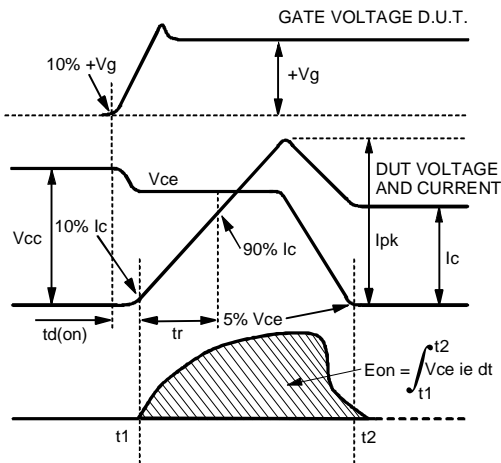 GATE VOLTAGE D.U.T.
10% +Vg
+Vg
DUT VOLTAGE
AND CURRENT
Vce
10% Ic
Vcc
90% Ic
Ipk
Ic
5% Vce
td(on)
tr
Eon = ∫ Vce ie dt
t2
t1
t1
t2